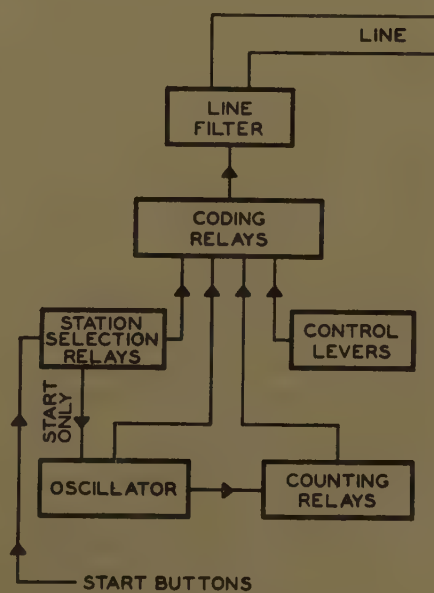 LINE
LINE
FILTER
CODING
RELAYS
STATION
SELECTION
RELAYS
CONTROL
LEVERS
START
ONLY
OSCILLATOR
COUNTING
RELAYS
START BUTTONS